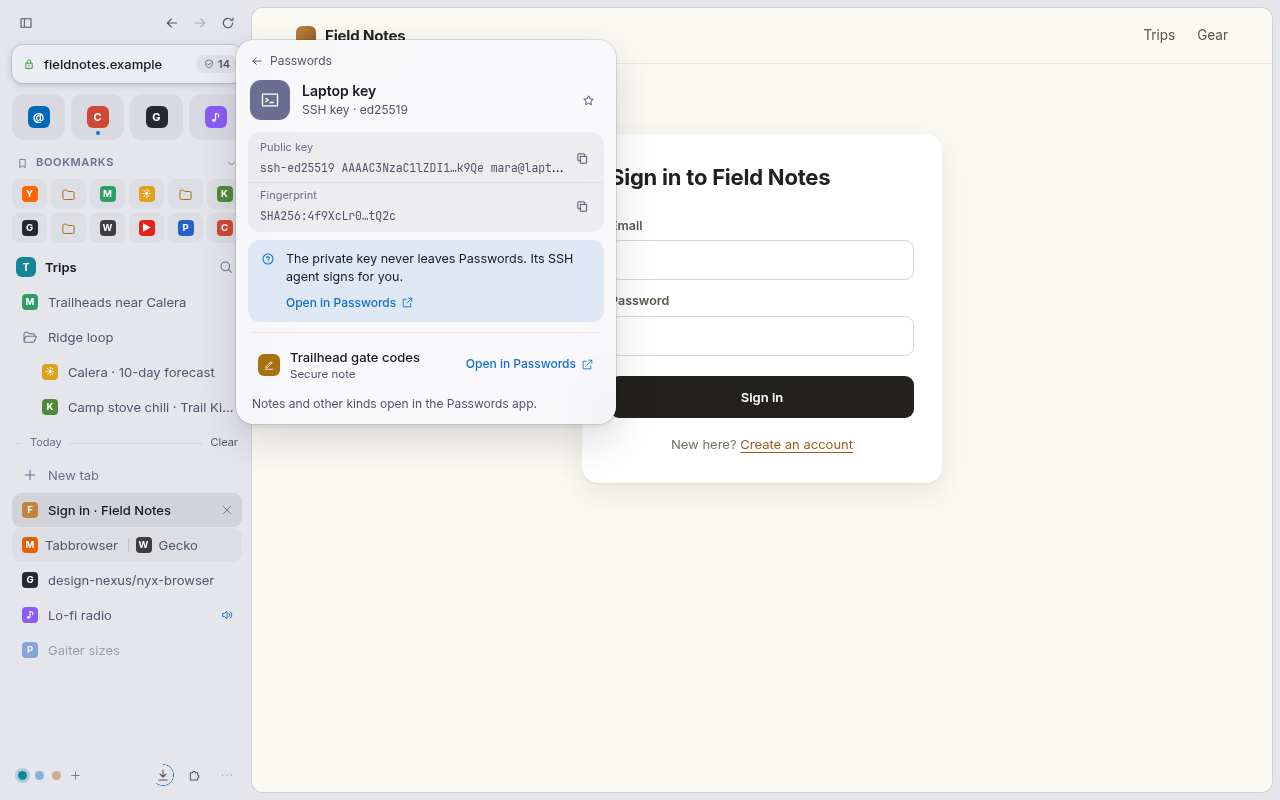 fieldnotes.example
14
@
C
G
BOOKMARKS
Y
M
K
G
W
P
C
T
Trips
M
Trailheads near Calera
Ridge loop
Calera · 10-day forecast
K
Camp stove chili · Trail Ki…
Today
Clear
New tab
F
Sign in · Field Notes
M
Tabbrowser
W
Gecko
G
design-nexus/nyx-browser
Lo-fi radio
P
Gaiter sizes
Passwords
Laptop key
SSH key · ed25519
Public key
ssh-ed25519 AAAAC3NzaC1lZDI1…k9Qe mara@lapt…
Fingerprint
SHA256:4f9XcLr0…tQ2c
The private key never leaves Passwords. Its SSH
agent signs for you.
Open in Passwords
Trailhead gate codes
Secure note
Open in Passwords
Notes and other kinds open in the Passwords app.
Field Notes
Trips
Gear
Sign in to Field Notes
Email
Password
Sign in
New here? Create an account